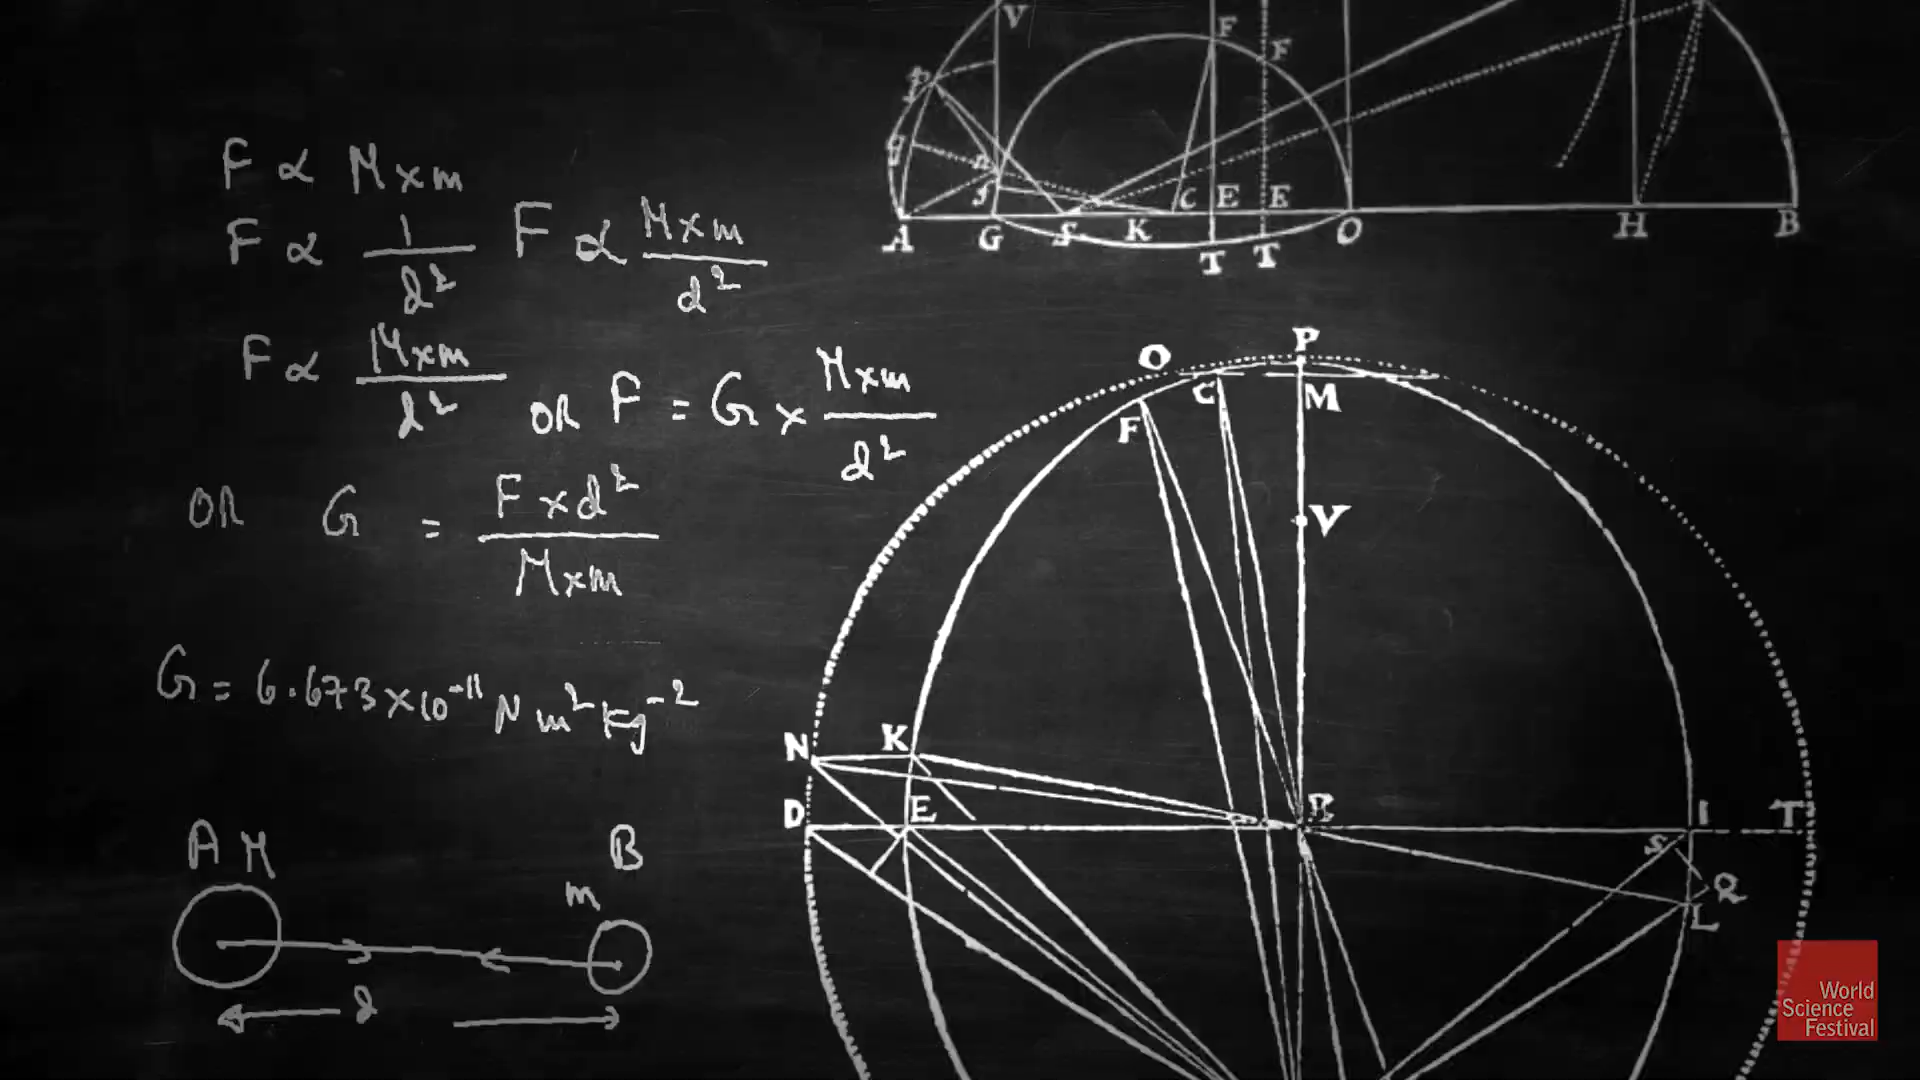 F ∝ M×m
F ∝ 1/d² F ∝ M×m/d²
F ∝ M×m/d² OR F = G × M×m/d²
OR G = F×d²/M×m
G = 6.673×10⁻¹¹ N m² Kg⁻²
A M B
m
d
V F F
p
q n
f C E E
A G S K T T O H B
P
O C M
F
V
N K
D E B I T
S Q
L
World
Science
Festival